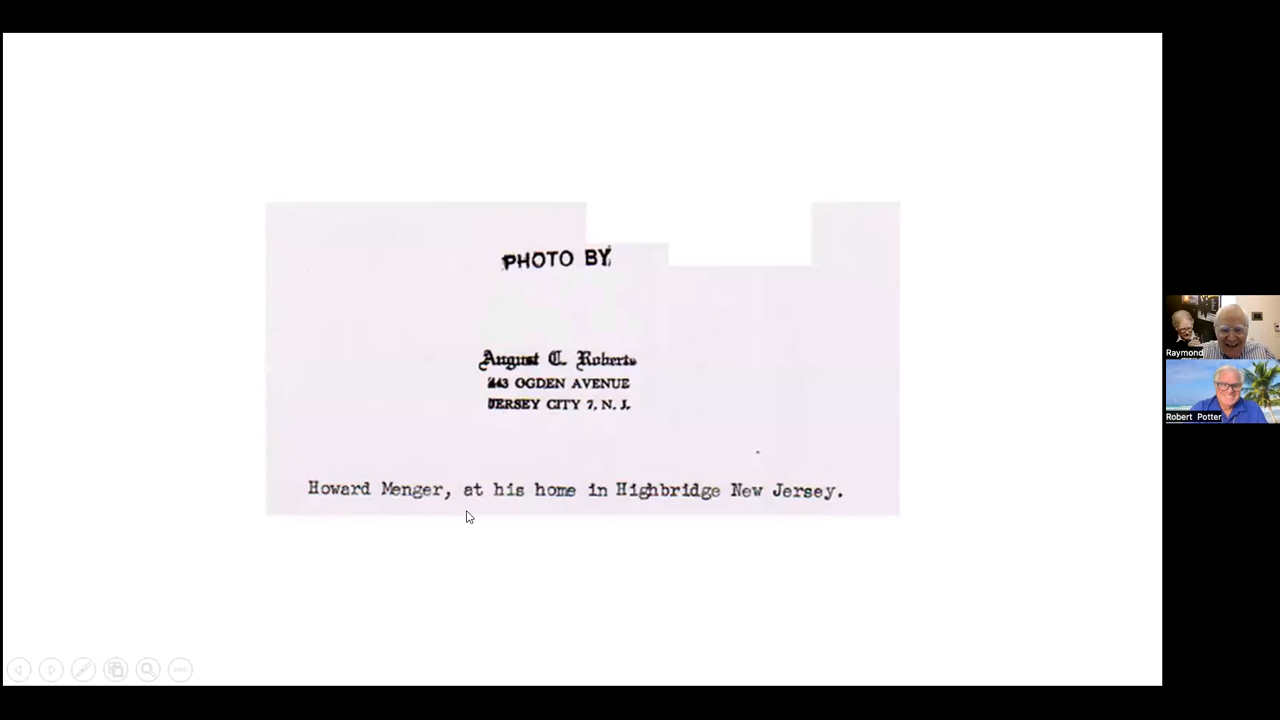 PHOTO BY
August C. Roberts
243 OGDEN AVENUE
JERSEY CITY 7, N. J.
Howard Menger, at his home in Highbridge New Jersey.
Raymond
Robert Potter